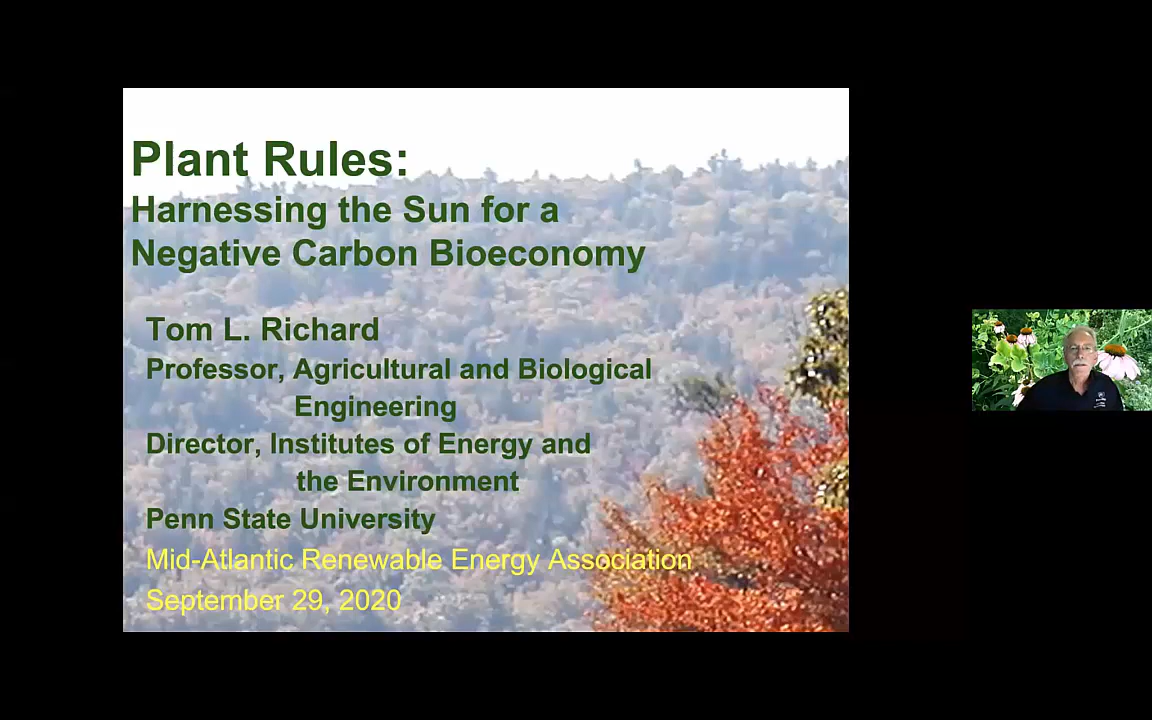 Plant Rules:
Harnessing the Sun for a
Negative Carbon Bioeconomy
Tom L. Richard
Professor, Agricultural and Biological
Engineering
Director, Institutes of Energy and
the Environment
Penn State University
Mid-Atlantic Renewable Energy Association
September 29, 2020